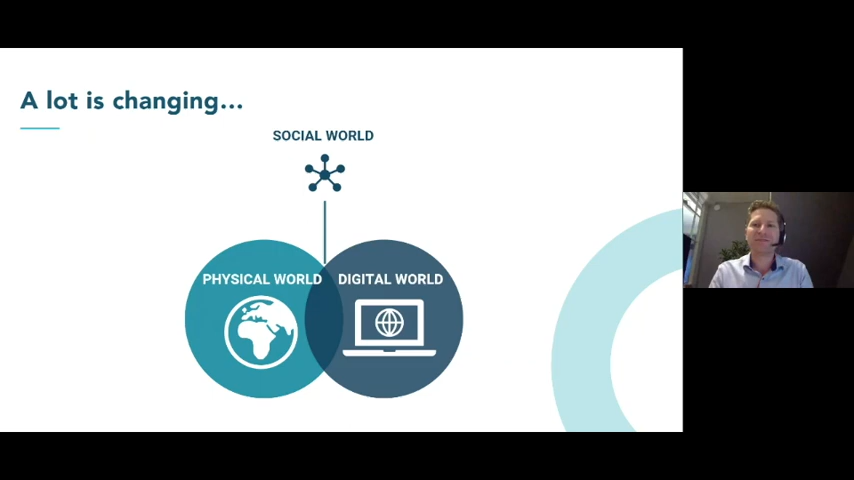 A lot is changing...
SOCIAL WORLD
PHYSICAL WORLD
DIGITAL WORLD